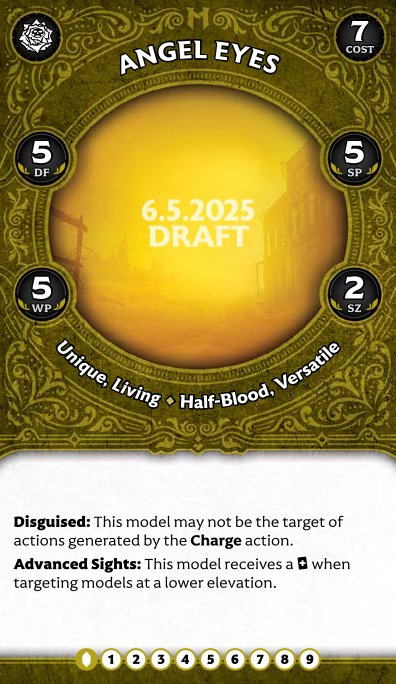 M
ANGEL EYES
7
COST
5
DF
5
SP
6.5.2025
DRAFT
5
WP
2
SZ
Unique, Living ⬥ Half-Blood, Versatile
Disguised: This model may not be the target of
actions generated by the Charge action.
Advanced Sights: This model receives a 🞧 when
targeting models at a lower elevation.
1 2 3 4 5 6 7 8 9